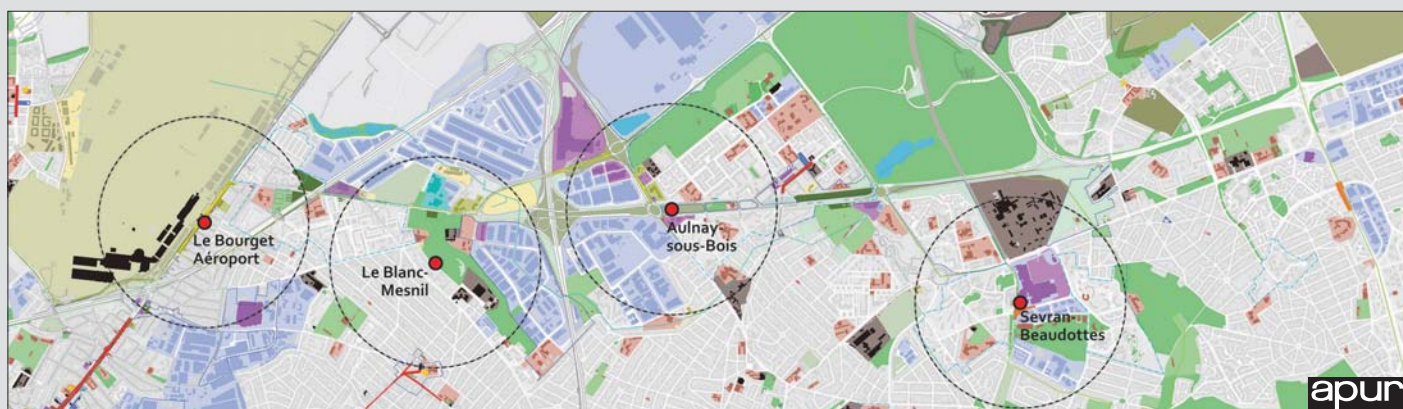 Le Bourget
Aéroport
Le Blanc-
Mesnil
Aulnay-
sous-Bois
Sevran-
Beaudottes
apur